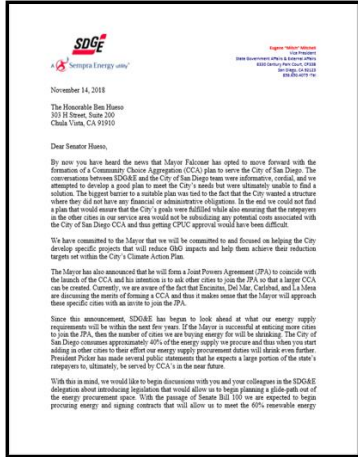 SDGE
A Sempra Energy utility
Eugene "Mitch" Mitchell
Vice President
State Government Affairs & External Affairs
8330 Century Park Court, CP33B
San Diego, CA 92123
November 14, 2018
The Honorable Ben Hueso
303 H Street, Suite 200
Chula Vista, CA 91910
Dear Senator Hueso,
By now you have heard the news that Mayor Falconer has opted to move forward with the
formation of a Community Choice Aggregation (CCA) plan to serve the City of San Diego. The
conversations between SDG&E and the City of San Diego team were informative, cordial, and we
attempted to develop a good plan to meet the City's needs but were ultimately unable to find a
solution. The biggest barrier to a suitable plan was tied to the fact that the City wanted a structure
where they did not have any financial or administrative obligations. In the end we could not find
a plan that would ensure that the City's goals were fulfilled while also ensuring that the ratepayers
in the other cities in our service area would not be subsidizing any potential costs associated with
the City of San Diego CCA and thus getting CPUC approval would have been difficult.
We have committed to the Mayor that we will be committed to and focused on helping the City
develop specific projects that will reduce GhG impacts and help them achieve their reduction
targets set within the City's Climate Action Plan.
The Mayor has also announced that he will form a Joint Powers Agreement (JPA) to coincide with
the launch of the CCA and his intention is to ask other cities to join the JPA so that a larger CCA
can be created. Currently, we are aware of the fact that Encinitas, Del Mar, Carlsbad, and La Mesa
are discussing the merits of forming a CCA and thus it makes sense that the Mayor will approach
these specific cities with an invite to join the JPA.
Since this announcement, SDG&E has begun to look ahead at what our energy supply
requirements will be within the next few years. If the Mayor is successful at enticing more cities
to join the JPA, then the number of cities we are buying energy for will be shrinking. The City of
San Diego consumes approximately 40% of the energy supply we procure and thus when you start
adding in other cities to their effort our energy supply procurement duties will shrink even further.
President Picker has made several public statements that he expects a large portion of the state's
ratepayers to, ultimately, be served by CCA's in the near future.
With this in mind, we would like to begin discussions with you and your colleagues in the SDG&E
delegation about introducing legislation that would allow us to begin planning a glide-path out of
the energy procurement space. With the passage of Senate Bill 100 we are expected to begin
procuring energy and signing contracts that will allow us to meet the 60% renewable energy